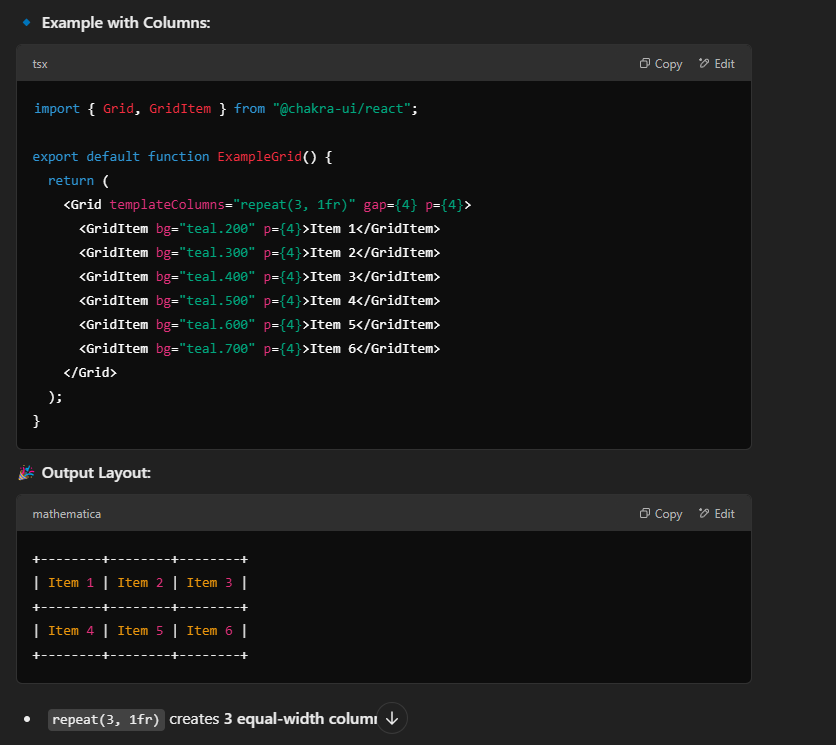 Example with Columns:
tsx
Copy
Edit
import { Grid, GridItem } from "@chakra-ui/react";
export default function ExampleGrid() {
  return (
    <Grid templateColumns="repeat(3, 1fr)" gap={4} p={4}>
      <GridItem bg="teal.200" p={4}>Item 1</GridItem>
      <GridItem bg="teal.300" p={4}>Item 2</GridItem>
      <GridItem bg="teal.400" p={4}>Item 3</GridItem>
      <GridItem bg="teal.500" p={4}>Item 4</GridItem>
      <GridItem bg="teal.600" p={4}>Item 5</GridItem>
      <GridItem bg="teal.700" p={4}>Item 6</GridItem>
    </Grid>
  );
}
🎉 Output Layout:
mathematica
Copy
Edit
+--------+--------+--------+
| Item 1 | Item 2 | Item 3 |
+--------+--------+--------+
| Item 4 | Item 5 | Item 6 |
+--------+--------+--------+
• repeat(3, 1fr) creates 3 equal-width